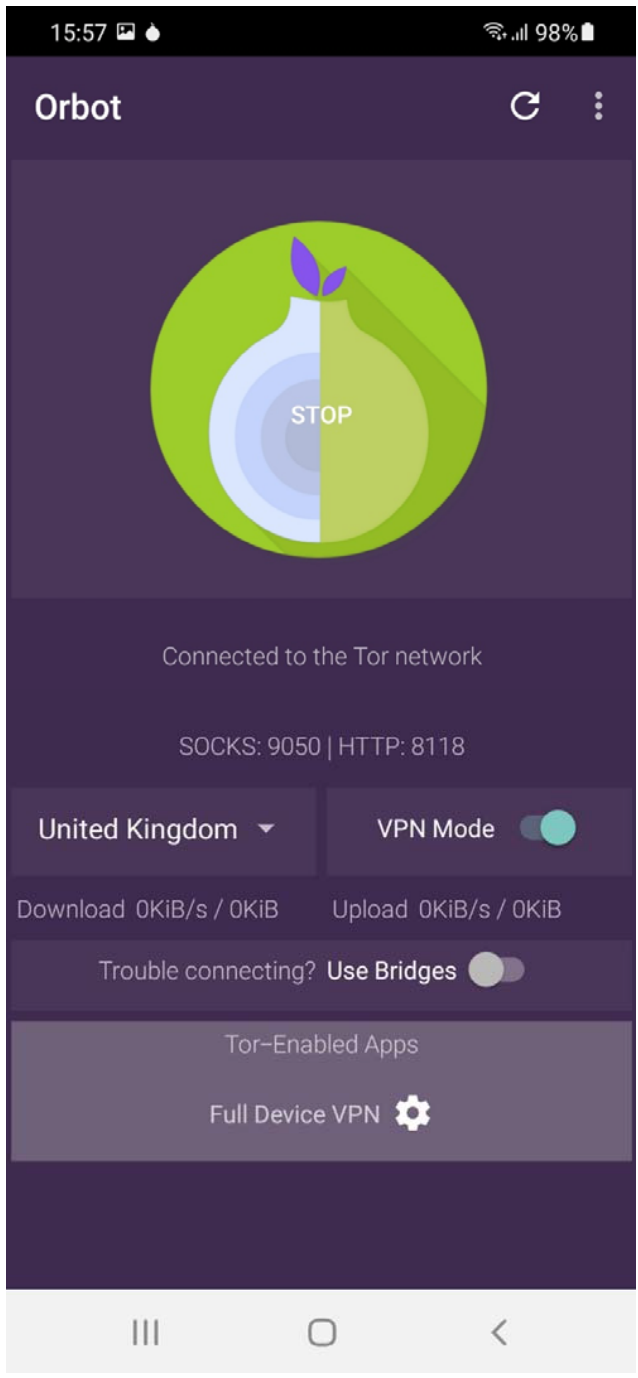 15:57 98%
Orbot
STOP
Connected to the Tor network
SOCKS: 9050 | HTTP: 8118
United Kingdom VPN Mode
Download 0KiB/s / 0KiB Upload 0KiB/s / 0KiB
Trouble connecting? Use Bridges
Tor-Enabled Apps
Full Device VPN